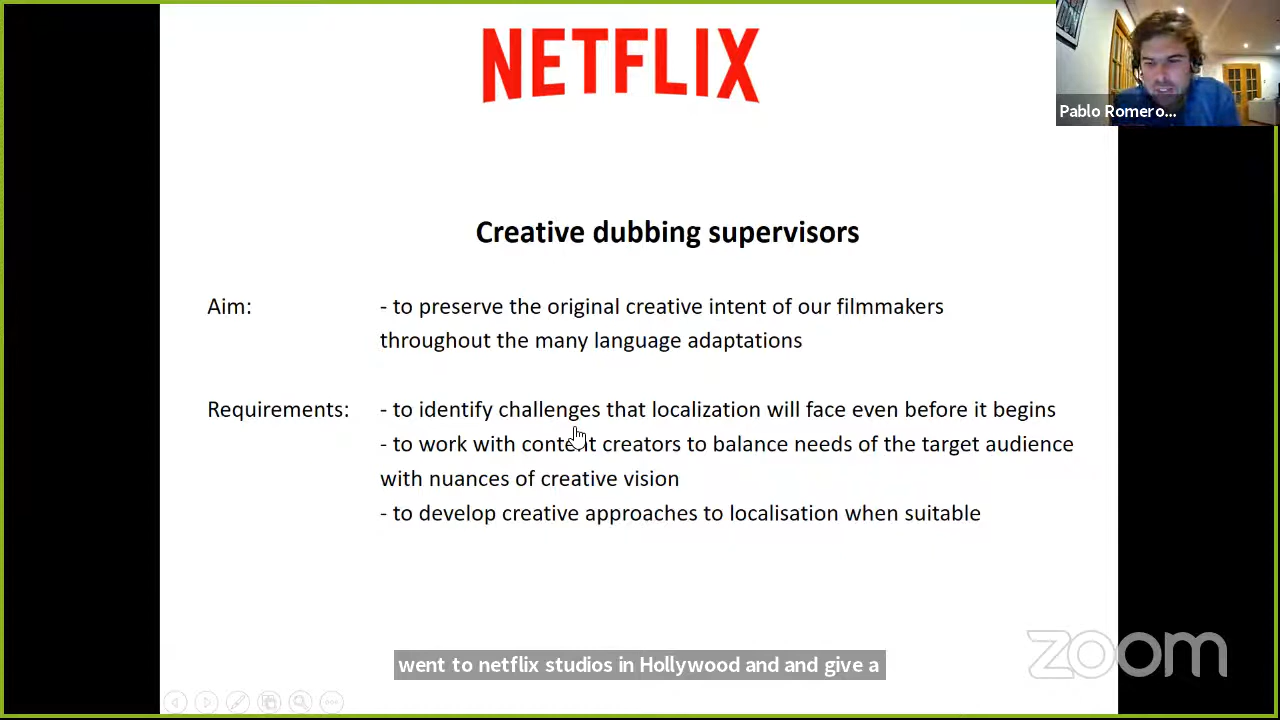 NETFLIX
Pablo Romero...
Creative dubbing supervisors
Aim: - to preserve the original creative intent of our filmmakers
throughout the many language adaptations
Requirements: - to identify challenges that localization will face even before it begins
- to work with content creators to balance needs of the target audience
with nuances of creative vision
- to develop creative approaches to localisation when suitable
went to netflix studios in Hollywood and and give a
zoom